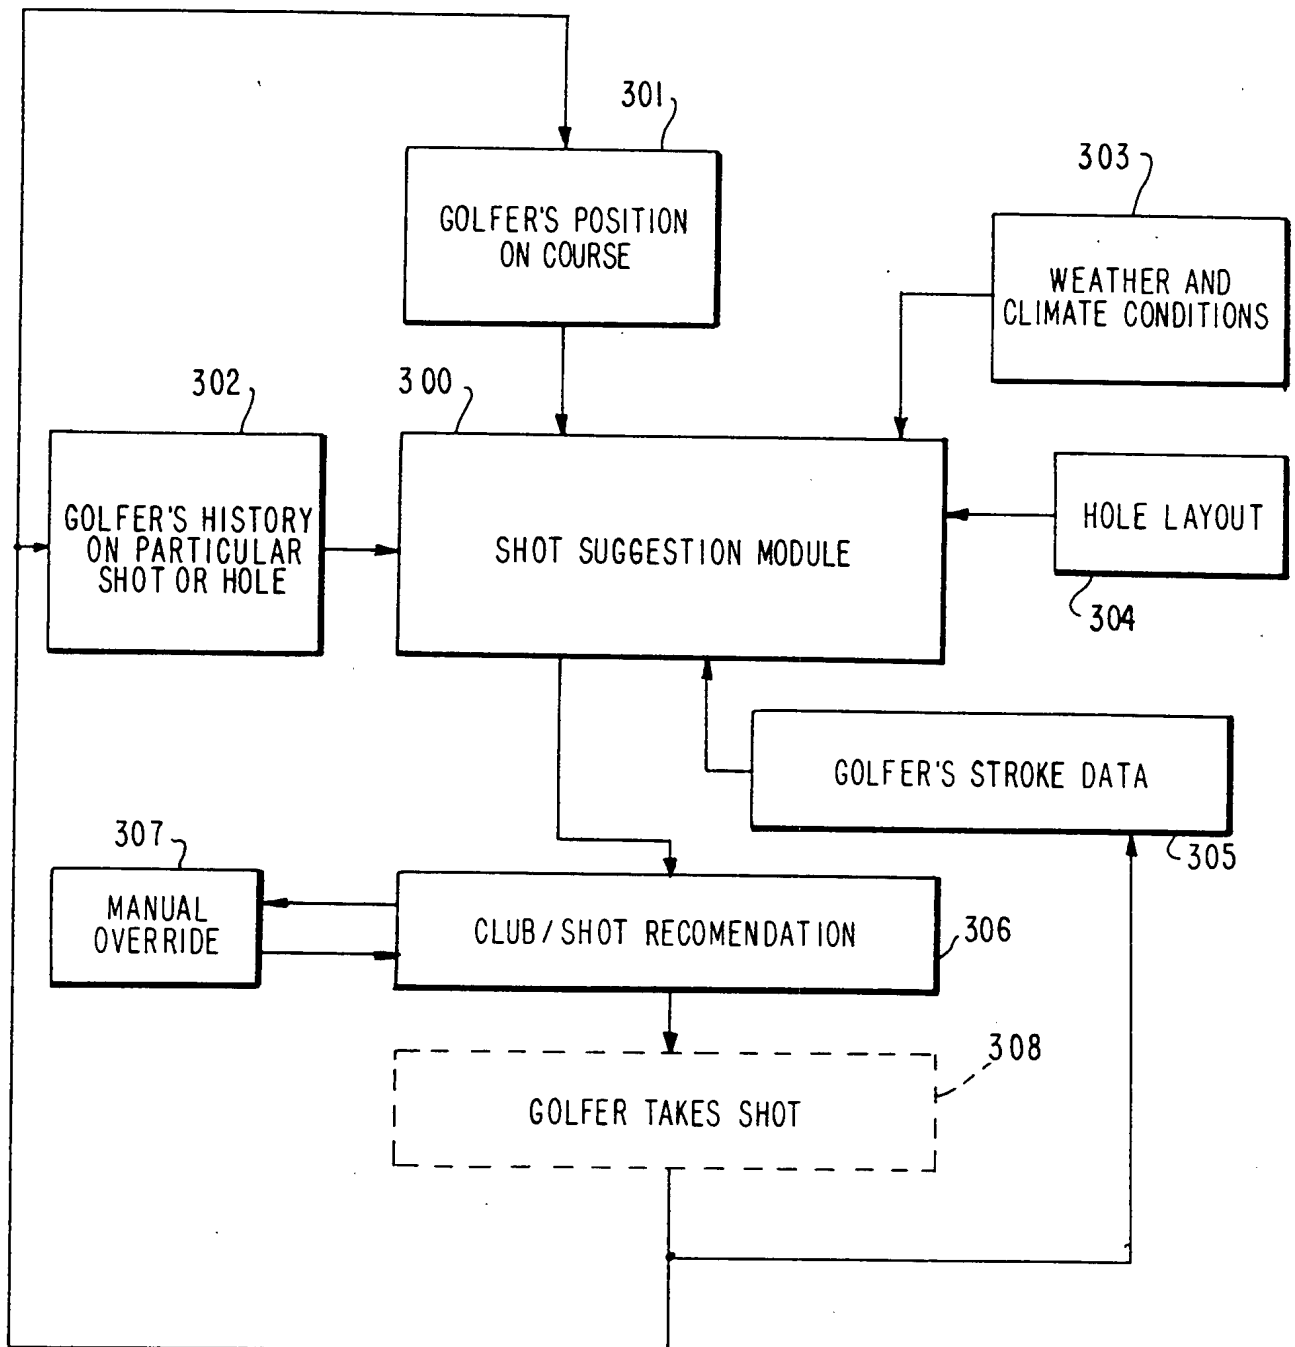 301
GOLFER'S POSITION
ON COURSE
303
WEATHER AND
CLIMATE CONDITIONS
302
GOLFER'S HISTORY
ON PARTICULAR
SHOT OR HOLE
300
SHOT SUGGESTION MODULE
HOLE LAYOUT
304
GOLFER'S STROKE DATA
305
307
MANUAL
OVERRIDE
CLUB/SHOT RECOMENDATION
306
308
GOLFER TAKES SHOT